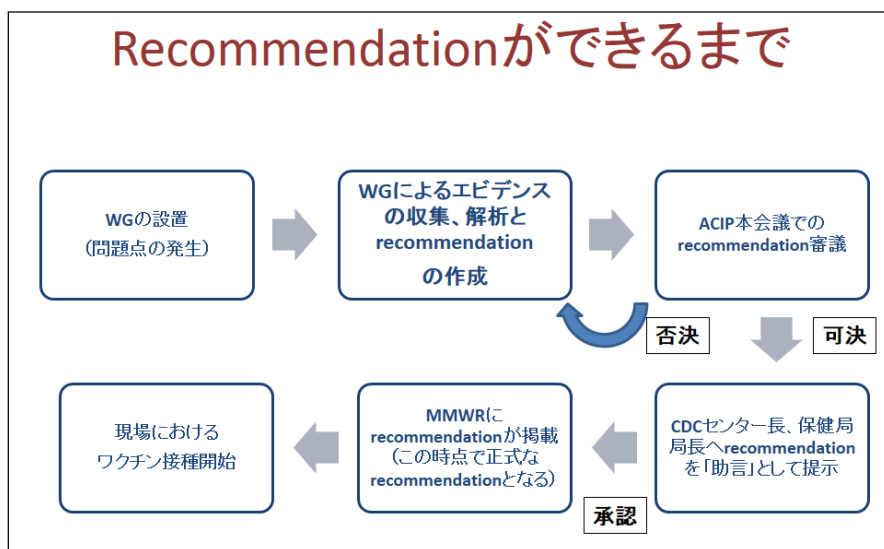 Recommendationができるまで
WGの設置
(問題点の発生)
WGによるエビデンス
の収集、解析と
recommendation
の作成
ACIP本会議での
recommendation審議
否決
可決
CDCセンター長、保健局
局長へrecommendation
を「助言」として提示
承認
MMWRに
recommendationが掲載
(この時点で正式な
recommendationとなる)
現場における
ワクチン接種開始